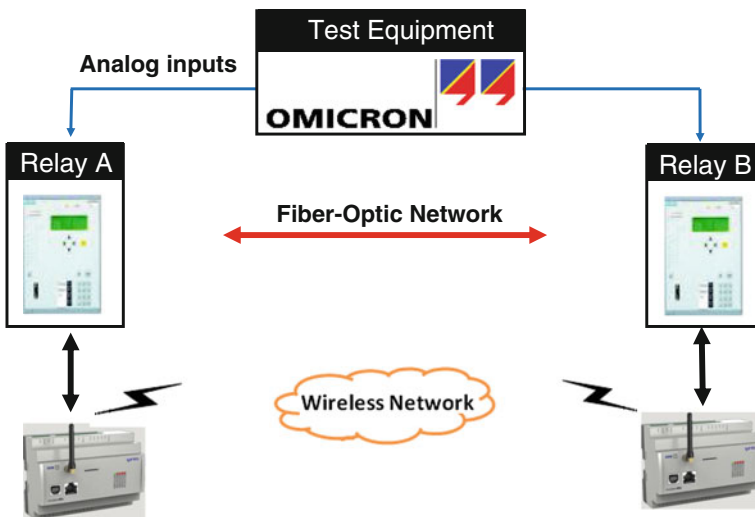 Test Equipment
Analog inputs
OMICRON
Relay A
Relay B
Fiber-Optic Network
Wireless Network